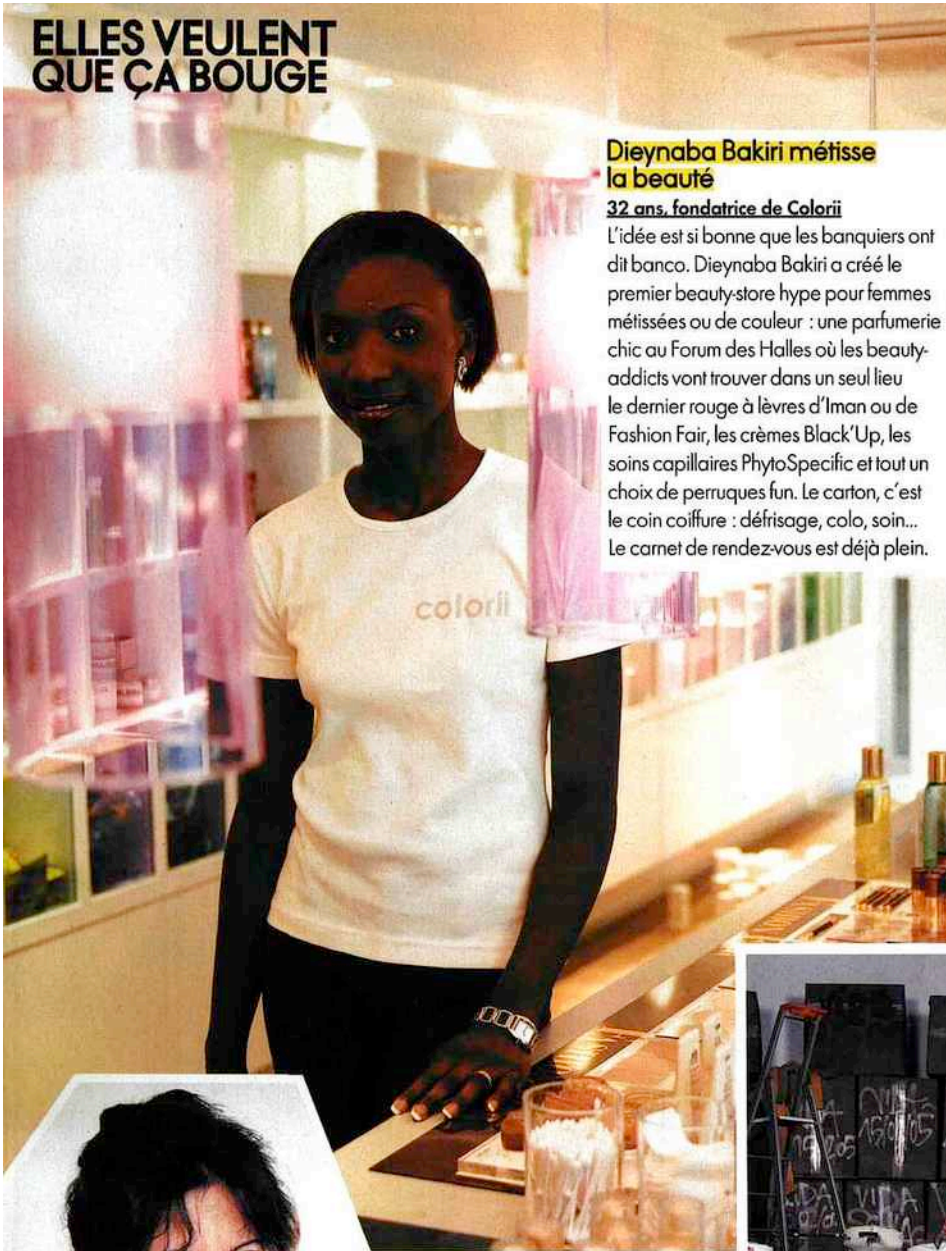 ELLES VEULENT
QUE ÇA BOUGE
Dieynaba Bakiri métisse
la beauté
32 ans, fondatrice de Colorii
L'idée est si bonne que les banquiers ont
dit banco. Dieynaba Bakiri a créé le
premier beauty-store hype pour femmes
métissées ou de couleur : une parfumerie
chic au Forum des Halles où les beauty-
addicts vont trouver dans un seul lieu
le dernier rouge à lèvres d'Iman ou de
Fashion Fair, les crèmes Black'Up, les
soins capillaires PhytoSpecific et tout un
choix de perruques fun. Le carton, c'est
le coin coiffure : défrisage, colo, soin...
Le carnet de rendez-vous est déjà plein.
colorii